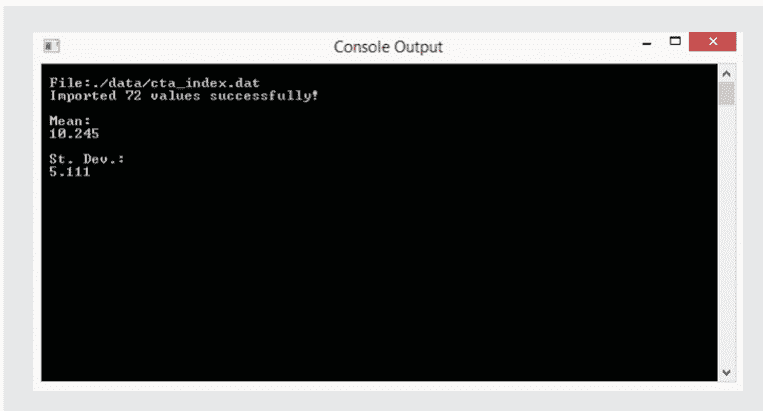 Console Output
File:./data/cta_index.dat
Imported 72 values successfully!
Mean:
10.245
St. Dev.:
5.111